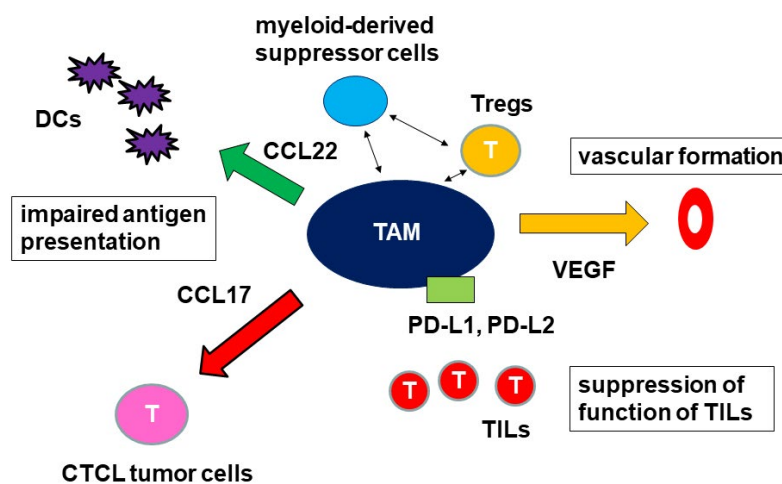 myeloid-derived
suppressor cells
DCs
Tregs
T
CCL22
vascular formation
impaired antigen
presentation
TAM
VEGF
CCL17
PD-L1, PD-L2
T
T
T
T
suppression of
function of TILs
TILs
CTCL tumor cells